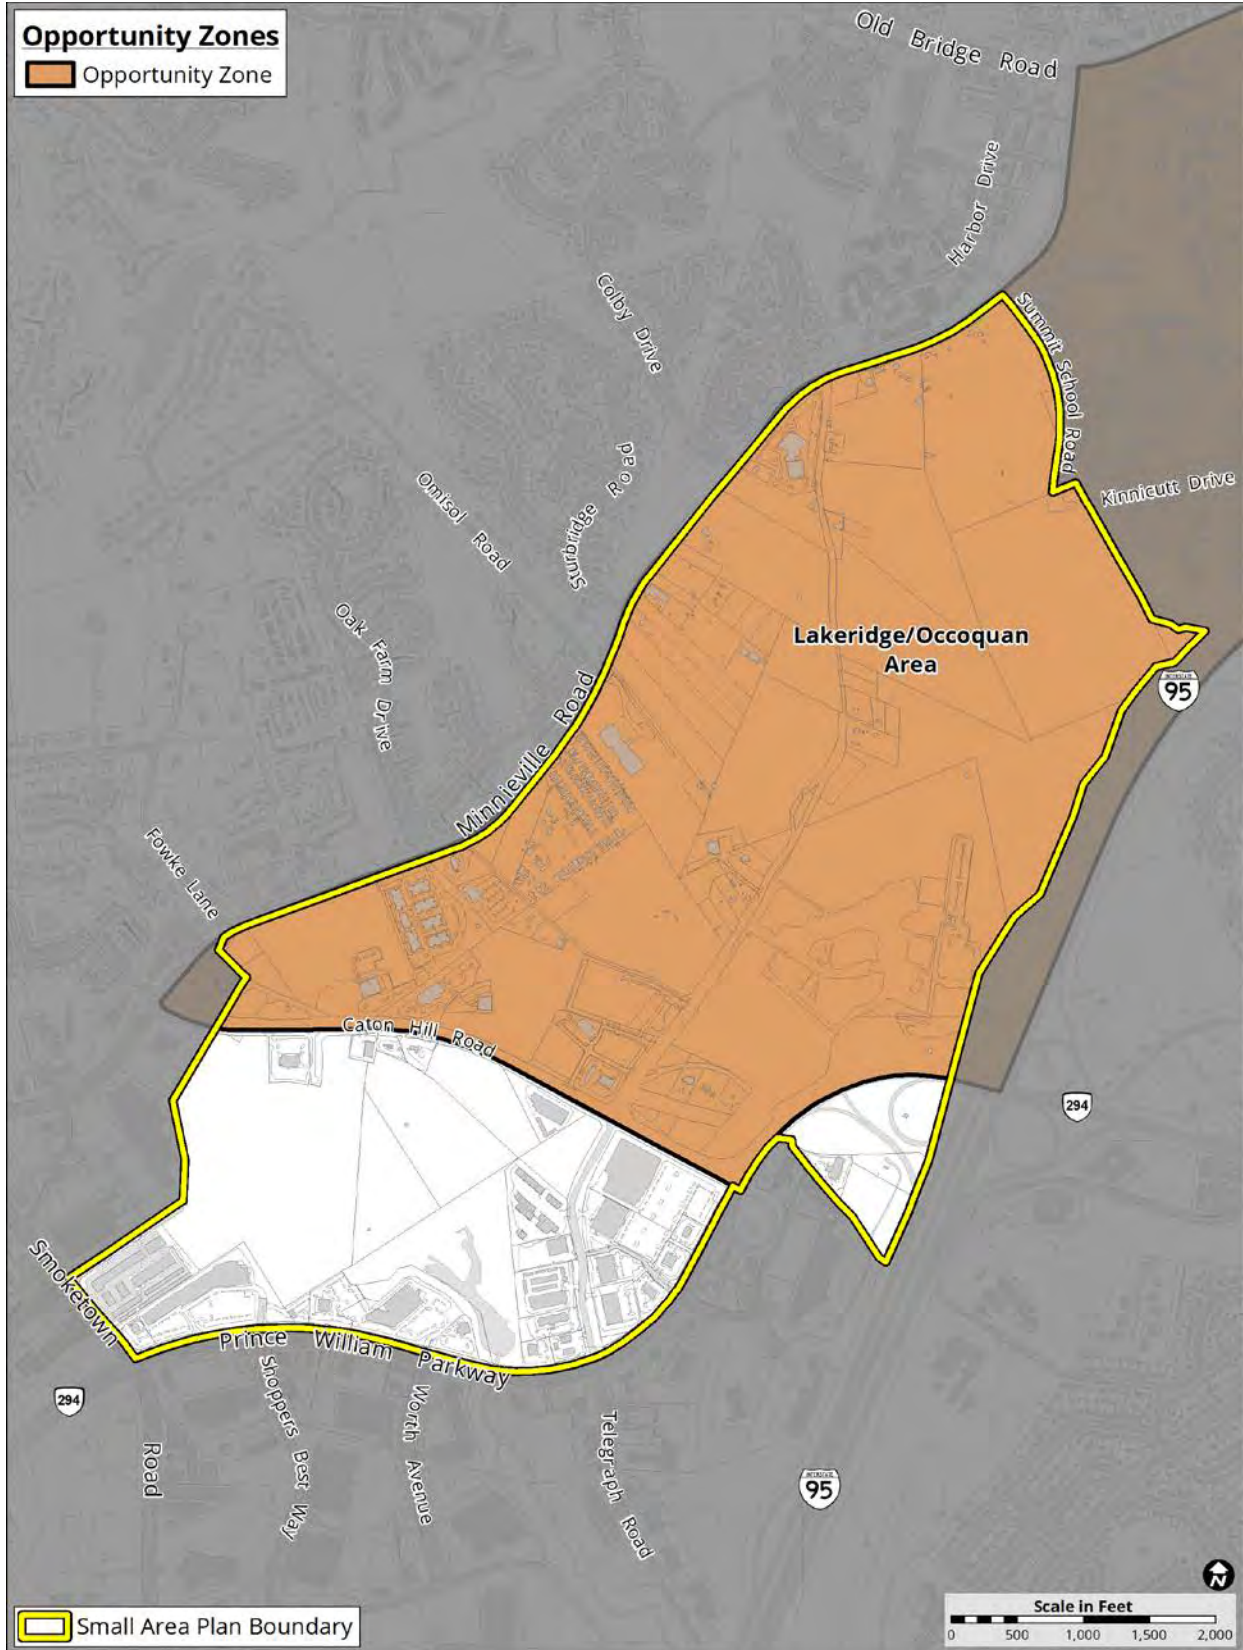 Opportunity Zones
Opportunity Zone
Old Bridge Road
Harbor Drive
Colby Drive
Summit School Road
Kinnicutt Drive
Sturbridge Road
Omisol Road
Oak Farm Drive
Lakeridge/Occoquan
Area
95
Minnieville Road
Fowke Lane
Caton Hill Road
294
Smoketown
Road
Prince William Parkway
294
Shoppers Best Way
Worth Avenue
Telegraph Road
INTERSTATE
95
N
Small Area Plan Boundary
Scale in Feet
0 500 1,000 1,500 2,000